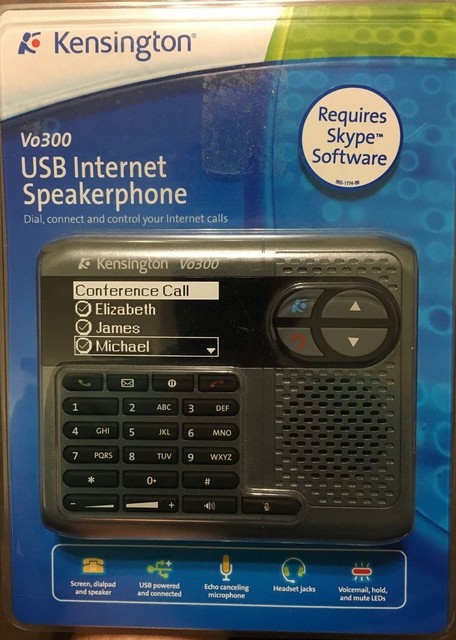 Kensington®
Requires
Skype™
Software
Vo300
USB Internet
Speakerphone
Dial, connect and control your Internet calls
Kensington Vo300
Conference Call
Elizabeth
James
Michael
1 2 ABC 3 DEF
4 GHI 5 JKL 6 MNO
7 PQRS 8 TUV 9 WXYZ
* 0+ #
- +
Screen, dialpad
and speaker
USB powered
and connected
Echo canceling
microphone
Headset jacks
Voicemail, hold,
and mute LEDs